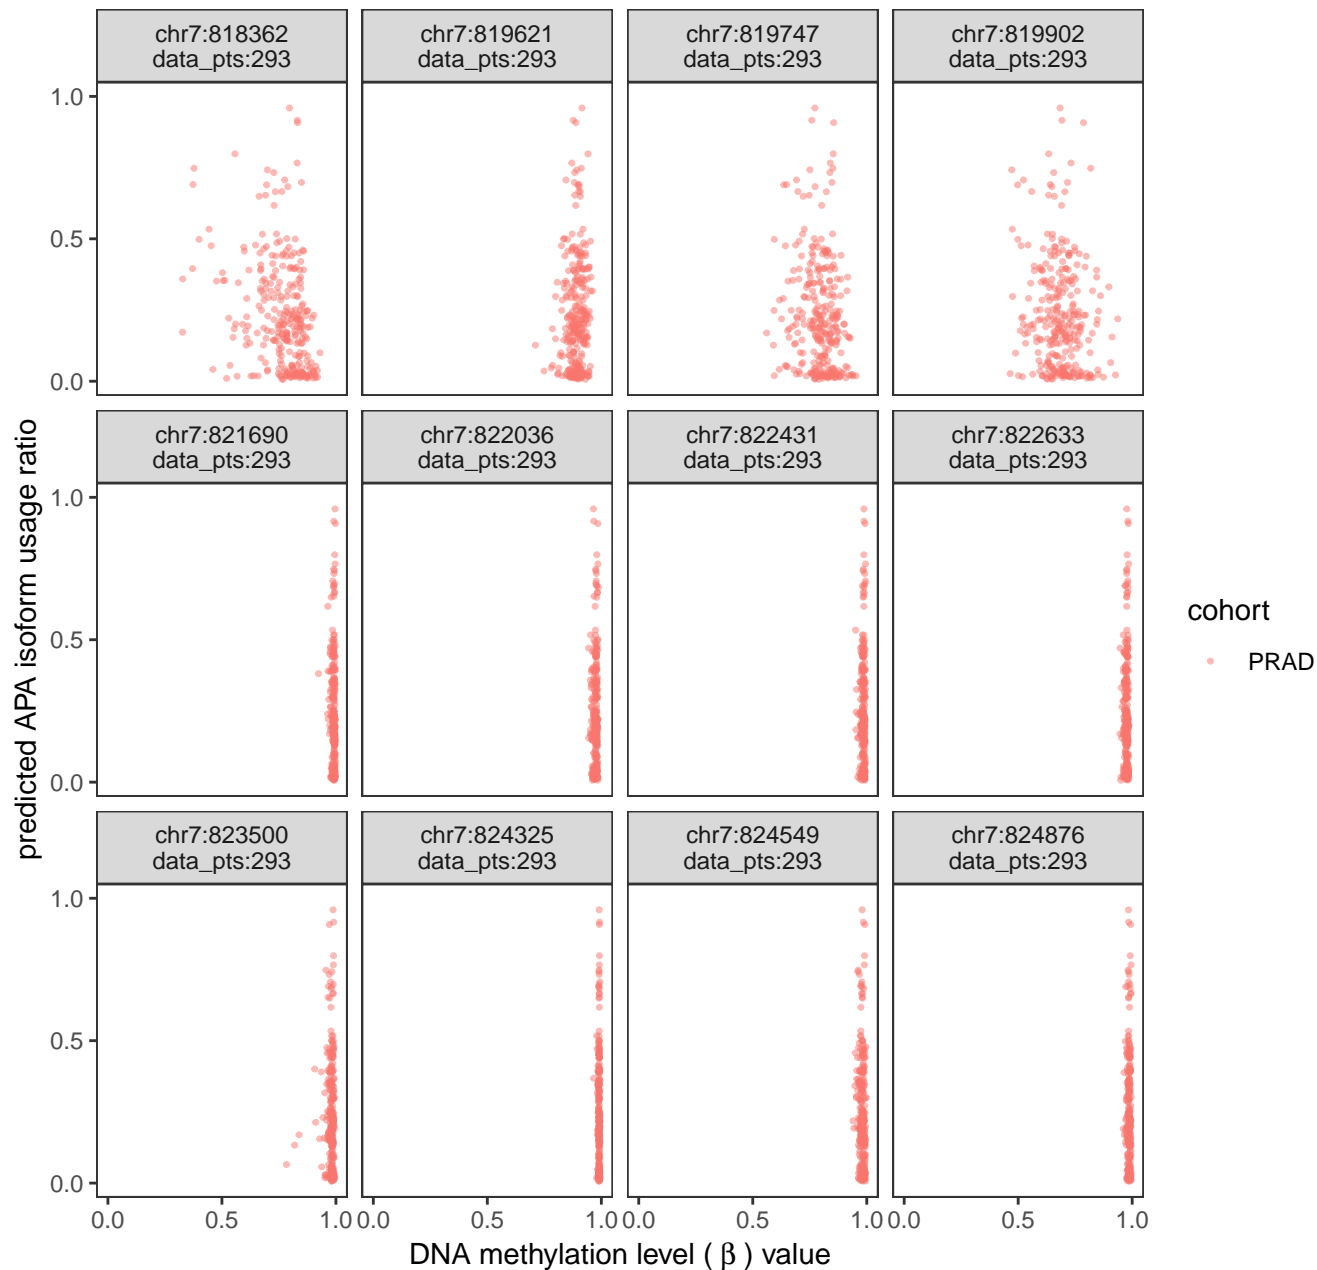 chr7:818362
data_pts:293
chr7:819621
data_pts:293
chr7:819747
data_pts:293
chr7:819902
data_pts:293
1.0
0.5
0.0
chr7:821690
data_pts:293
chr7:822036
data_pts:293
chr7:822431
data_pts:293
chr7:822633
data_pts:293
1.0
0.5
0.0
chr7:823500
data_pts:293
chr7:824325
data_pts:293
chr7:824549
data_pts:293
chr7:824876
data_pts:293
1.0
0.5
0.0
0.0 0.5 1.0
0.0 0.5 1.0
0.0 0.5 1.0
0.0 0.5 1.0
DNA methylation level ( β ) value
predicted APA isoform usage ratio
cohort
PRAD